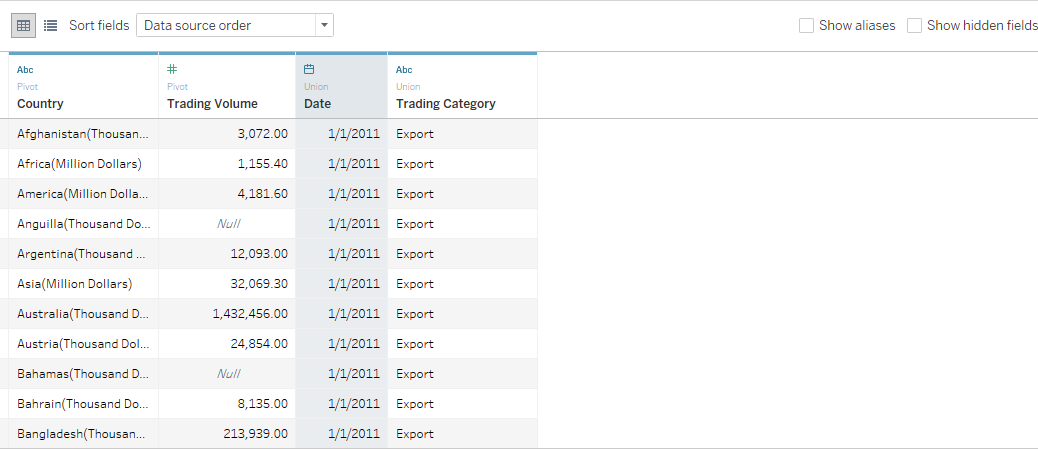 Sort fields Data source order Show aliases Show hidden fields
Abc # Abc
Pivot Pivot Union Union
Country Trading Volume Date Trading Category
Afghanistan(Thousan... 3,072.00 1/1/2011 Export
Africa(Million Dollars) 1,155.40 1/1/2011 Export
America(Million Dolla... 4,181.60 1/1/2011 Export
Anguilla(Thousand Do... Null 1/1/2011 Export
Argentina(Thousand ... 12,093.00 1/1/2011 Export
Asia(Million Dollars) 32,069.30 1/1/2011 Export
Australia(Thousand D... 1,432,456.00 1/1/2011 Export
Austria(Thousand Dol... 24,854.00 1/1/2011 Export
Bahamas(Thousand D... Null 1/1/2011 Export
Bahrain(Thousand Do... 8,135.00 1/1/2011 Export
Bangladesh(Thousan... 213,939.00 1/1/2011 Export